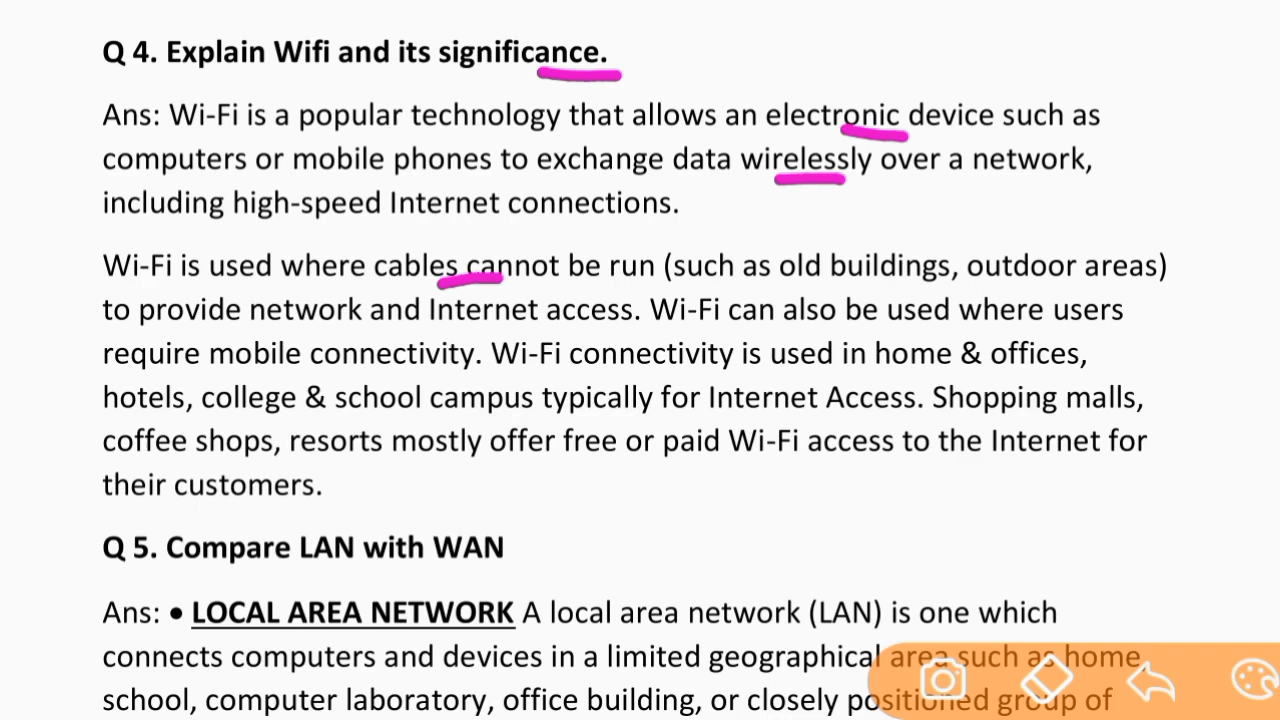 Q 4. Explain Wifi and its significance.
Ans: Wi-Fi is a popular technology that allows an electronic device such as
computers or mobile phones to exchange data wirelessly over a network,
including high-speed Internet connections.
Wi-Fi is used where cables cannot be run (such as old buildings, outdoor areas)
to provide network and Internet access. Wi-Fi can also be used where users
require mobile connectivity. Wi-Fi connectivity is used in home & offices,
hotels, college & school campus typically for Internet Access. Shopping malls,
coffee shops, resorts mostly offer free or paid Wi-Fi access to the Internet for
their customers.
Q 5. Compare LAN with WAN
Ans: • LOCAL AREA NETWORK A local area network (LAN) is one which
connects computers and devices in a limited geographical area such as home,
school, computer laboratory, office building, or closely positioned group of